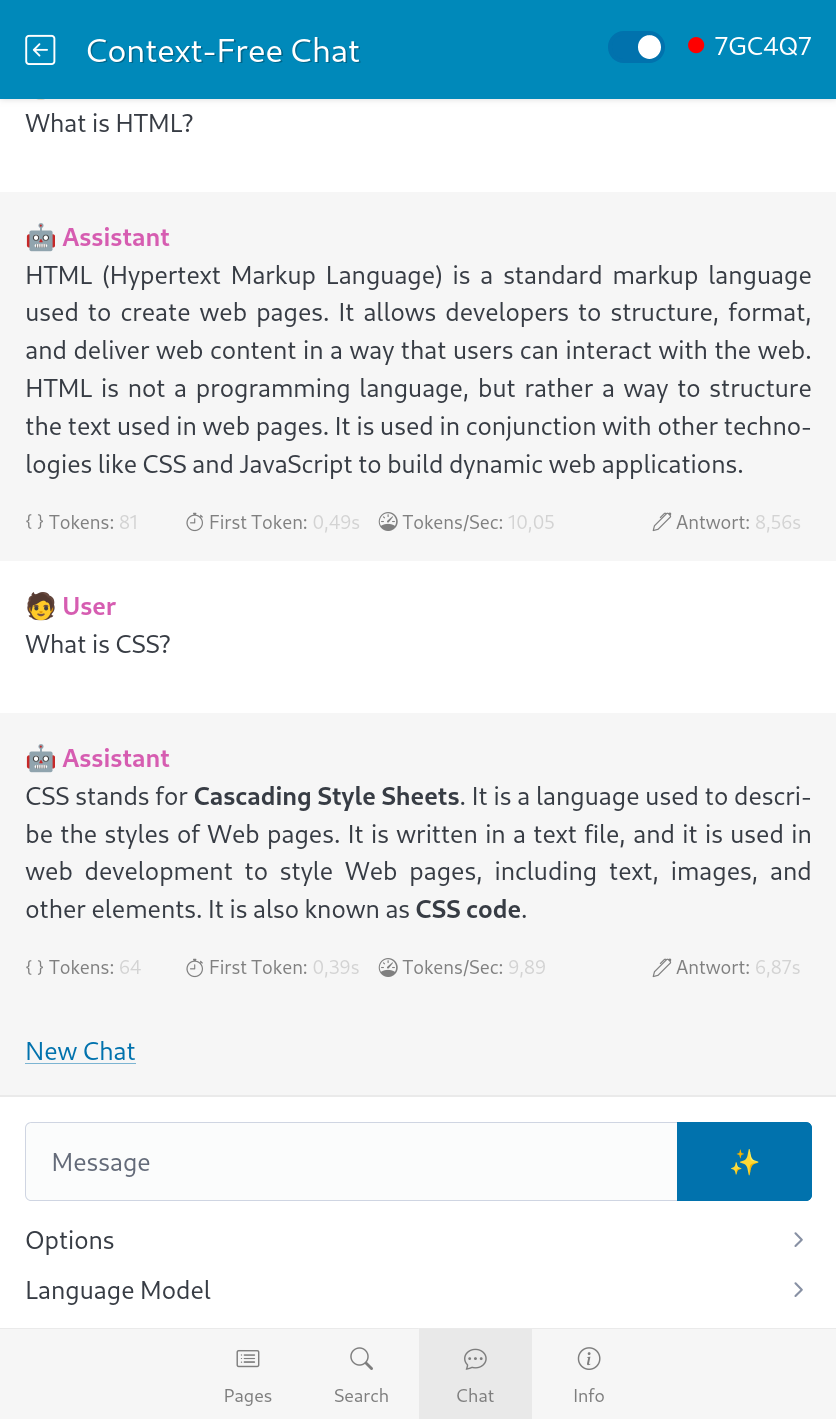 Context-Free Chat
7GC4Q7
What is HTML?
Assistant
HTML (Hypertext Markup Language) is a standard markup language
used to create web pages. It allows developers to structure, format,
and deliver web content in a way that users can interact with the web.
HTML is not a programming language, but rather a way to structure
the text used in web pages. It is used in conjunction with other techno-
logies like CSS and JavaScript to build dynamic web applications.
{ } Tokens: 81 First Token: 0,49s Tokens/Sec: 10,05 Antwort: 8,56s
User
What is CSS?
Assistant
CSS stands for Cascading Style Sheets. It is a language used to descri-
be the styles of Web pages. It is written in a text file, and it is used in
web development to style Web pages, including text, images, and
other elements. It is also known as CSS code.
{ } Tokens: 64 First Token: 0,39s Tokens/Sec: 9,89 Antwort: 6,87s
New Chat
Message
Options
Language Model
Pages Search Chat Info